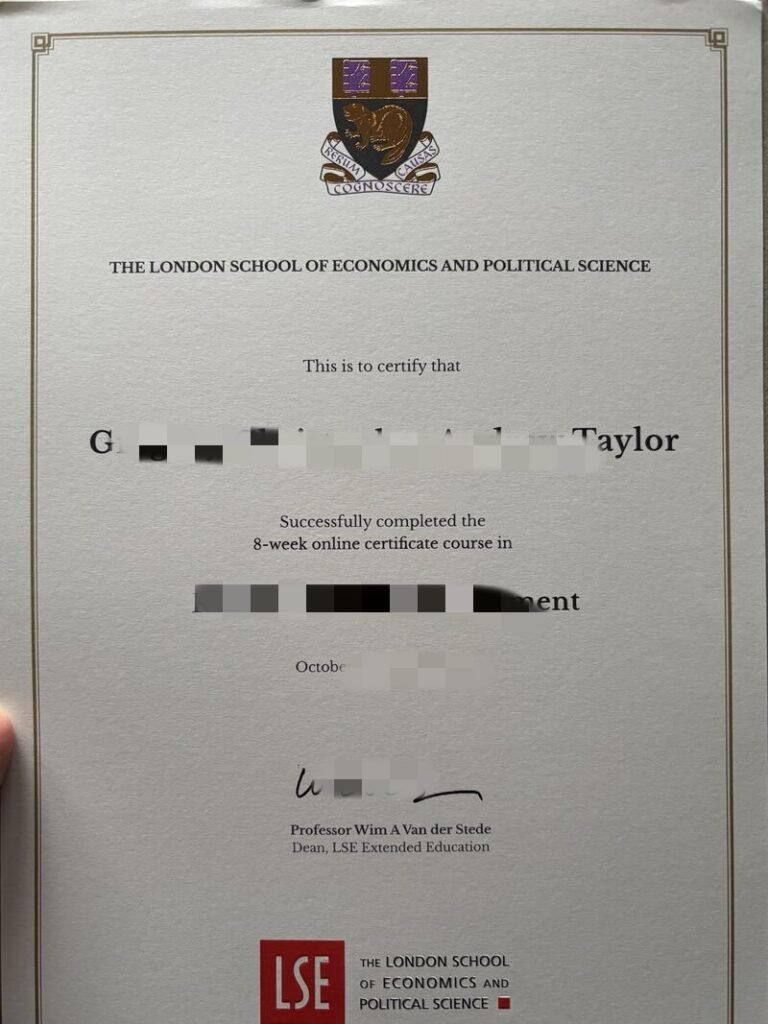 RERUM
CAUSAS
COGNOSCERE
THE LONDON SCHOOL OF ECONOMICS AND POLITICAL SCIENCE
This is to certify that
Taylor
Successfully completed the
8-week online certificate course in
Professor Wim A Van der Stede
Dean, LSE Extended Education
LSE
THE LONDON SCHOOL
OF ECONOMICS AND
POLITICAL SCIENCE